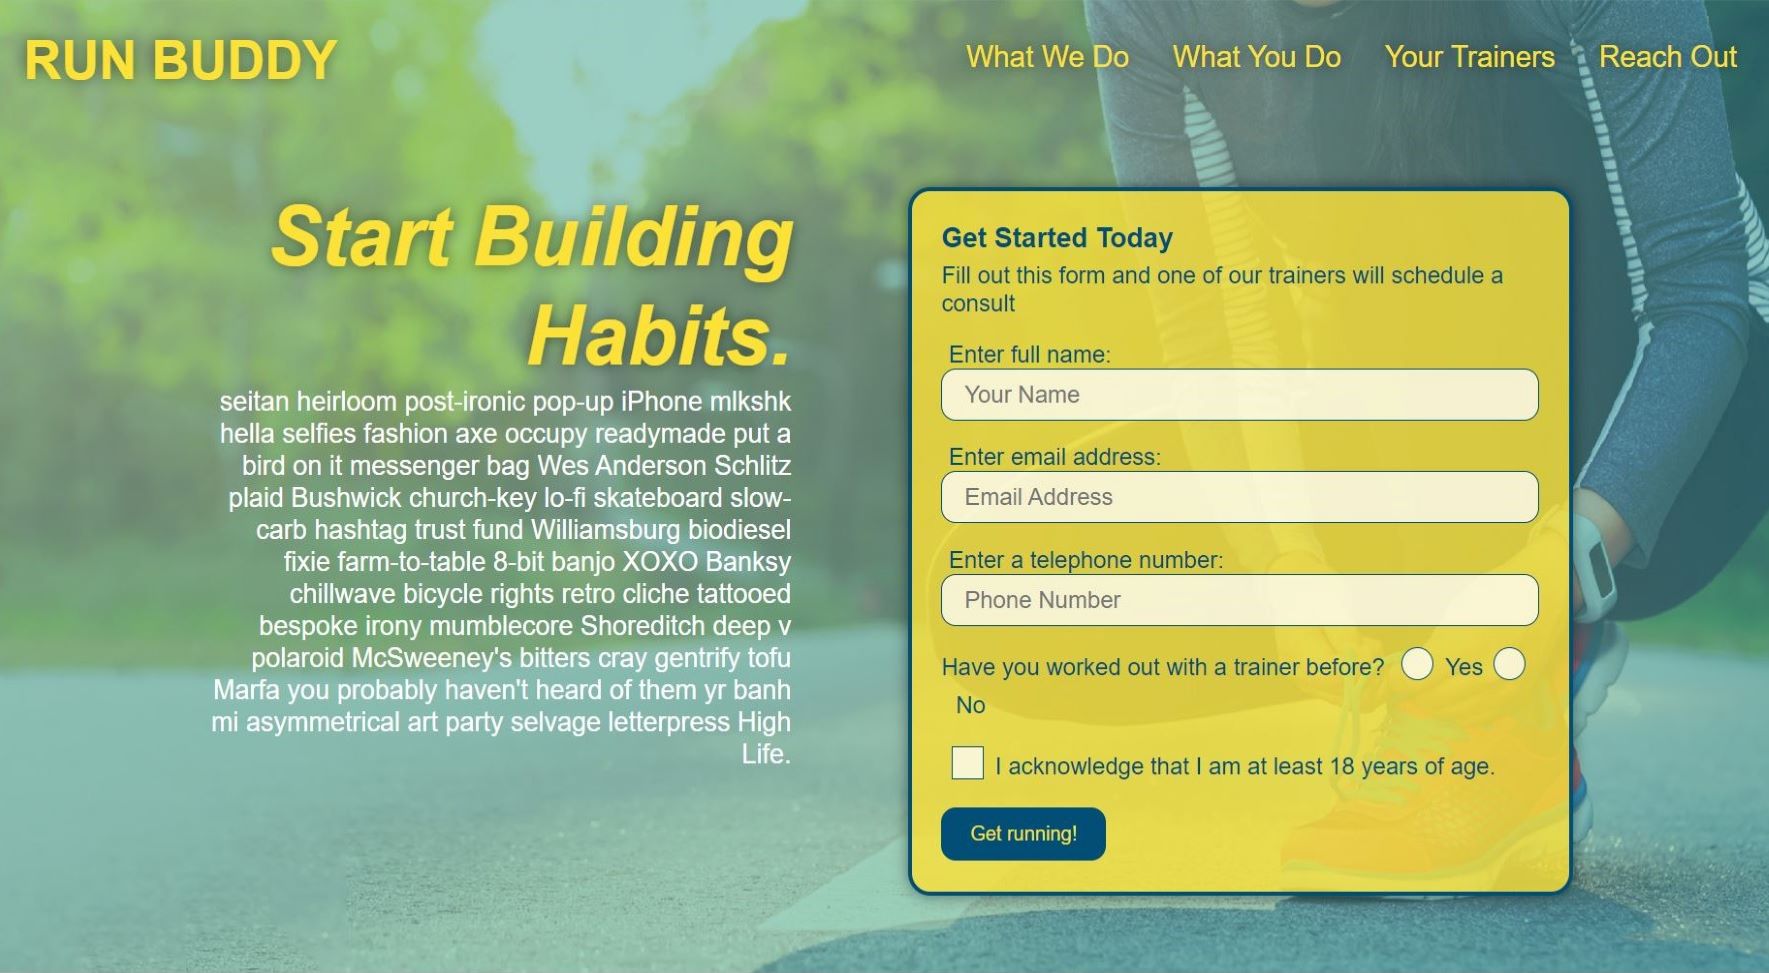 RUN BUDDY
What We Do What You Do Your Trainers Reach Out
Start Building
Habits.
seitan heirloom post-ironic pop-up iPhone mlkshk
hella selfies fashion axe occupy readymade put a
bird on it messenger bag Wes Anderson Schlitz
plaid Bushwick church-key lo-fi skateboard slow-
carb hashtag trust fund Williamsburg biodiesel
fixie farm-to-table 8-bit banjo XOXO Banksy
chillwave bicycle rights retro cliche tattooed
bespoke irony mumblecore Shoreditch deep v
polaroid McSweeney's bitters cray gentrify tofu
Marfa you probably haven't heard of them yr banh
mi asymmetrical art party selvage letterpress High
Life.
Get Started Today
Fill out this form and one of our trainers will schedule a
consult
Enter full name:
Your Name
Enter email address:
Email Address
Enter a telephone number:
Phone Number
Have you worked out with a trainer before? Yes
No
I acknowledge that I am at least 18 years of age.
Get running!